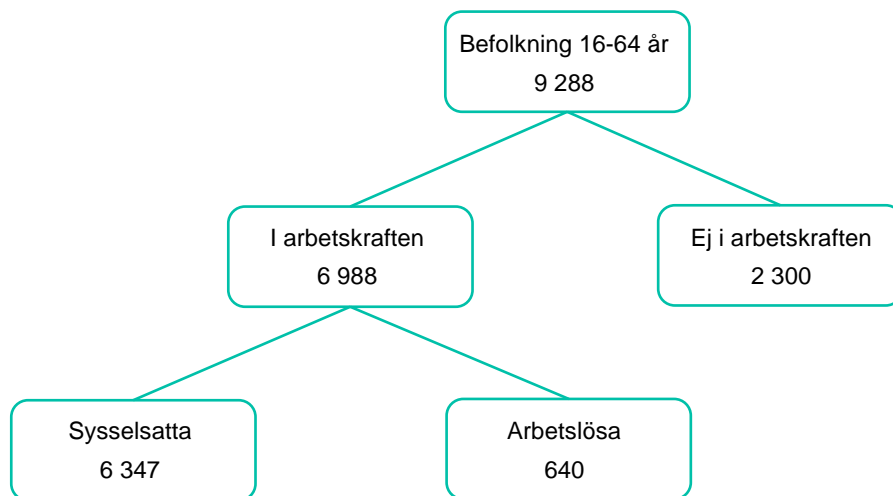 Befolkning 16-64 år
9 288
I arbetskraften
6 988
Ej i arbetskraften
2 300
Sysselsatta
6 347
Arbetslösa
640